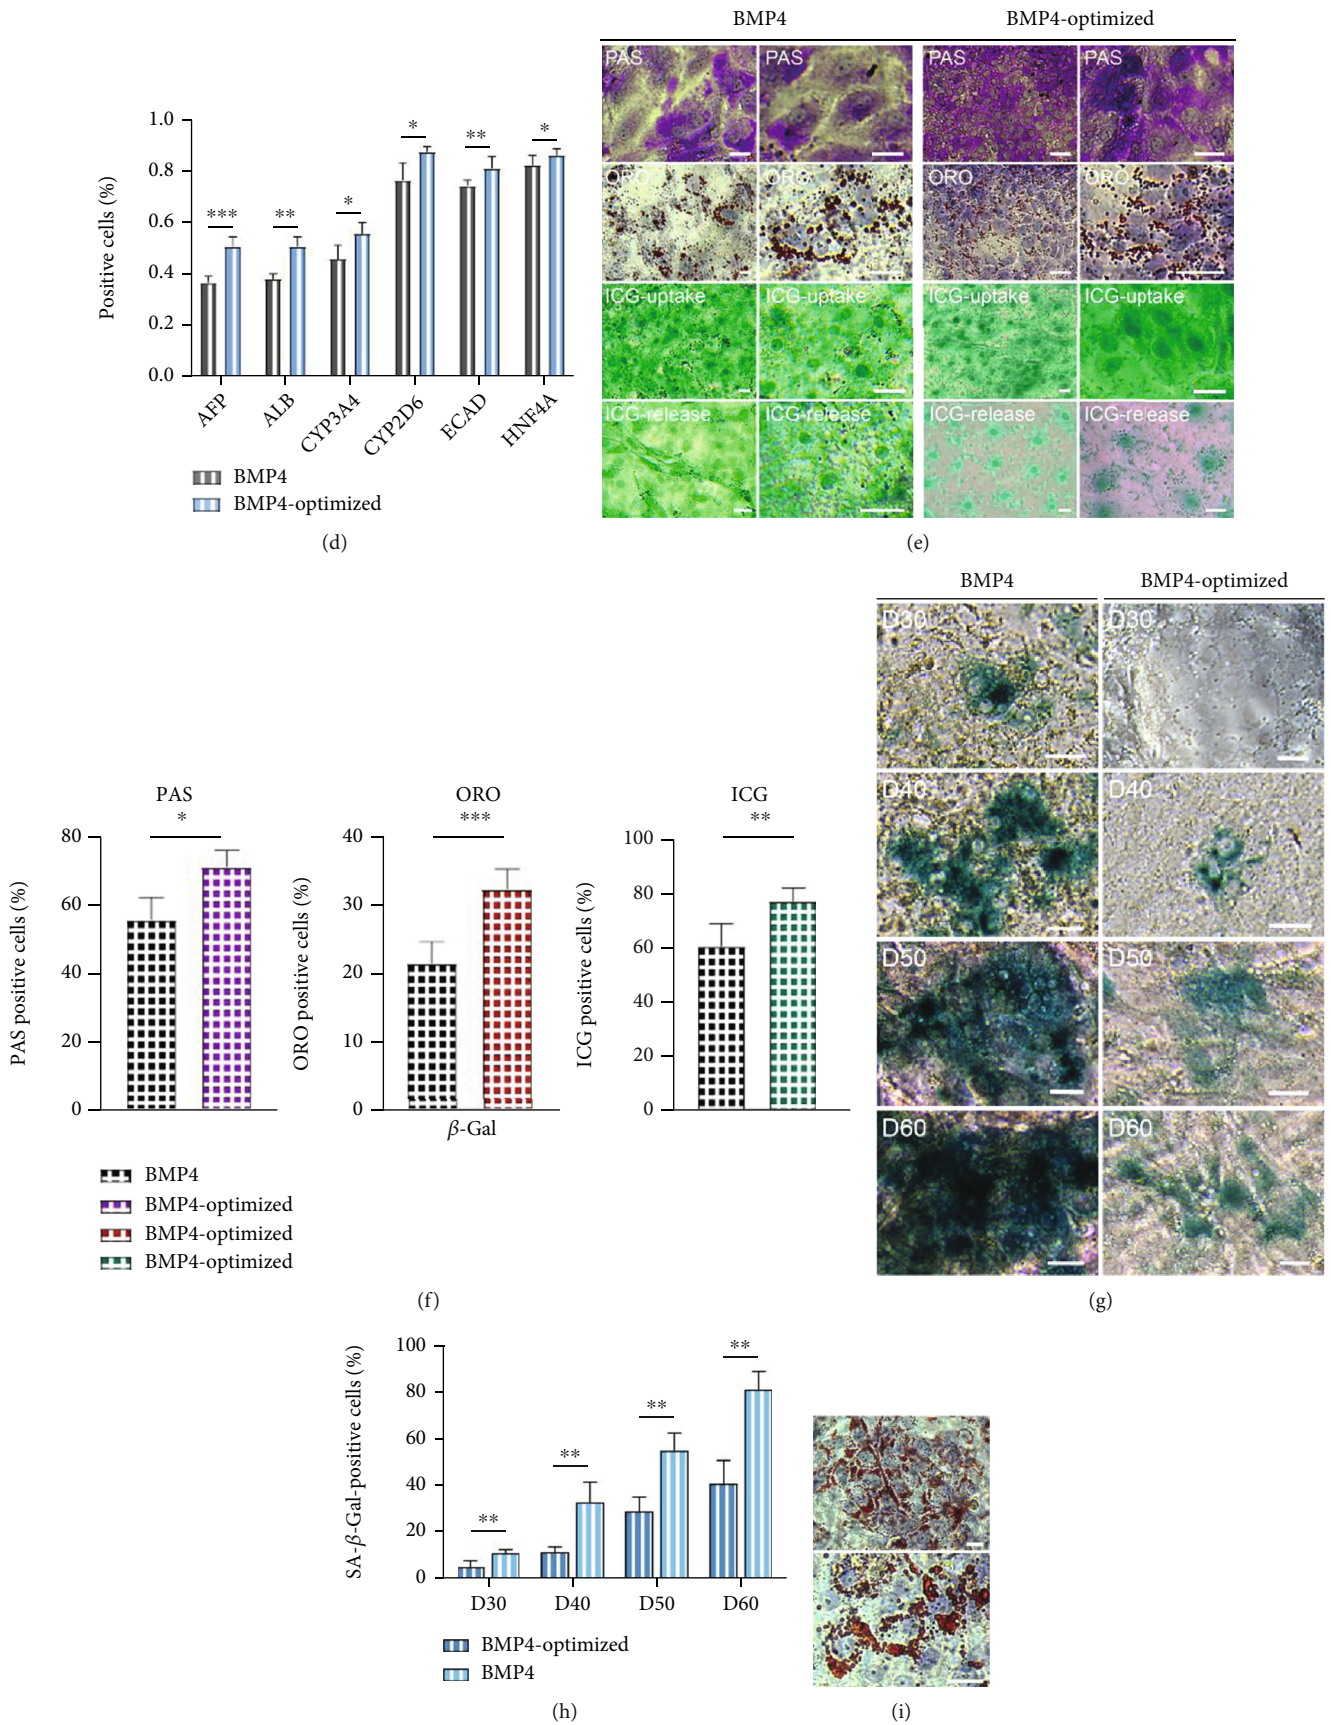 BMP4 BMP4-optimized
PAS PAS PAS PAS
ORO ORO ORO ORO
ICG-uptake ICG-uptake ICG-uptake ICG-uptake
ICG-release ICG-release ICG-release ICG-release
(e)
Positive cells (%)
1.0
0.8
0.6
0.4
0.2
0.0
*** ** * * ** *
AFP ALB CYP3A4 CYP2D6 ECAD HNF4A
BMP4
BMP4-optimized
(d)
BMP4 BMP4-optimized
D30 D30
D40 D40
D50 D50
D60 D60
(g)
PAS
*
PAS positive cells (%)
80
60
40
20
0
ORO
***
ORO positive cells (%)
40
30
20
10
0
β-Gal
ICG
**
ICG positive cells (%)
100
80
60
40
20
0
BMP4
BMP4-optimized
BMP4-optimized
BMP4-optimized
(f)
SA-β-Gal-positive cells (%)
100
80
60
40
20
0
** ** ** **
D30 D40 D50 D60
BMP4-optimized
BMP4
(h)
(i)